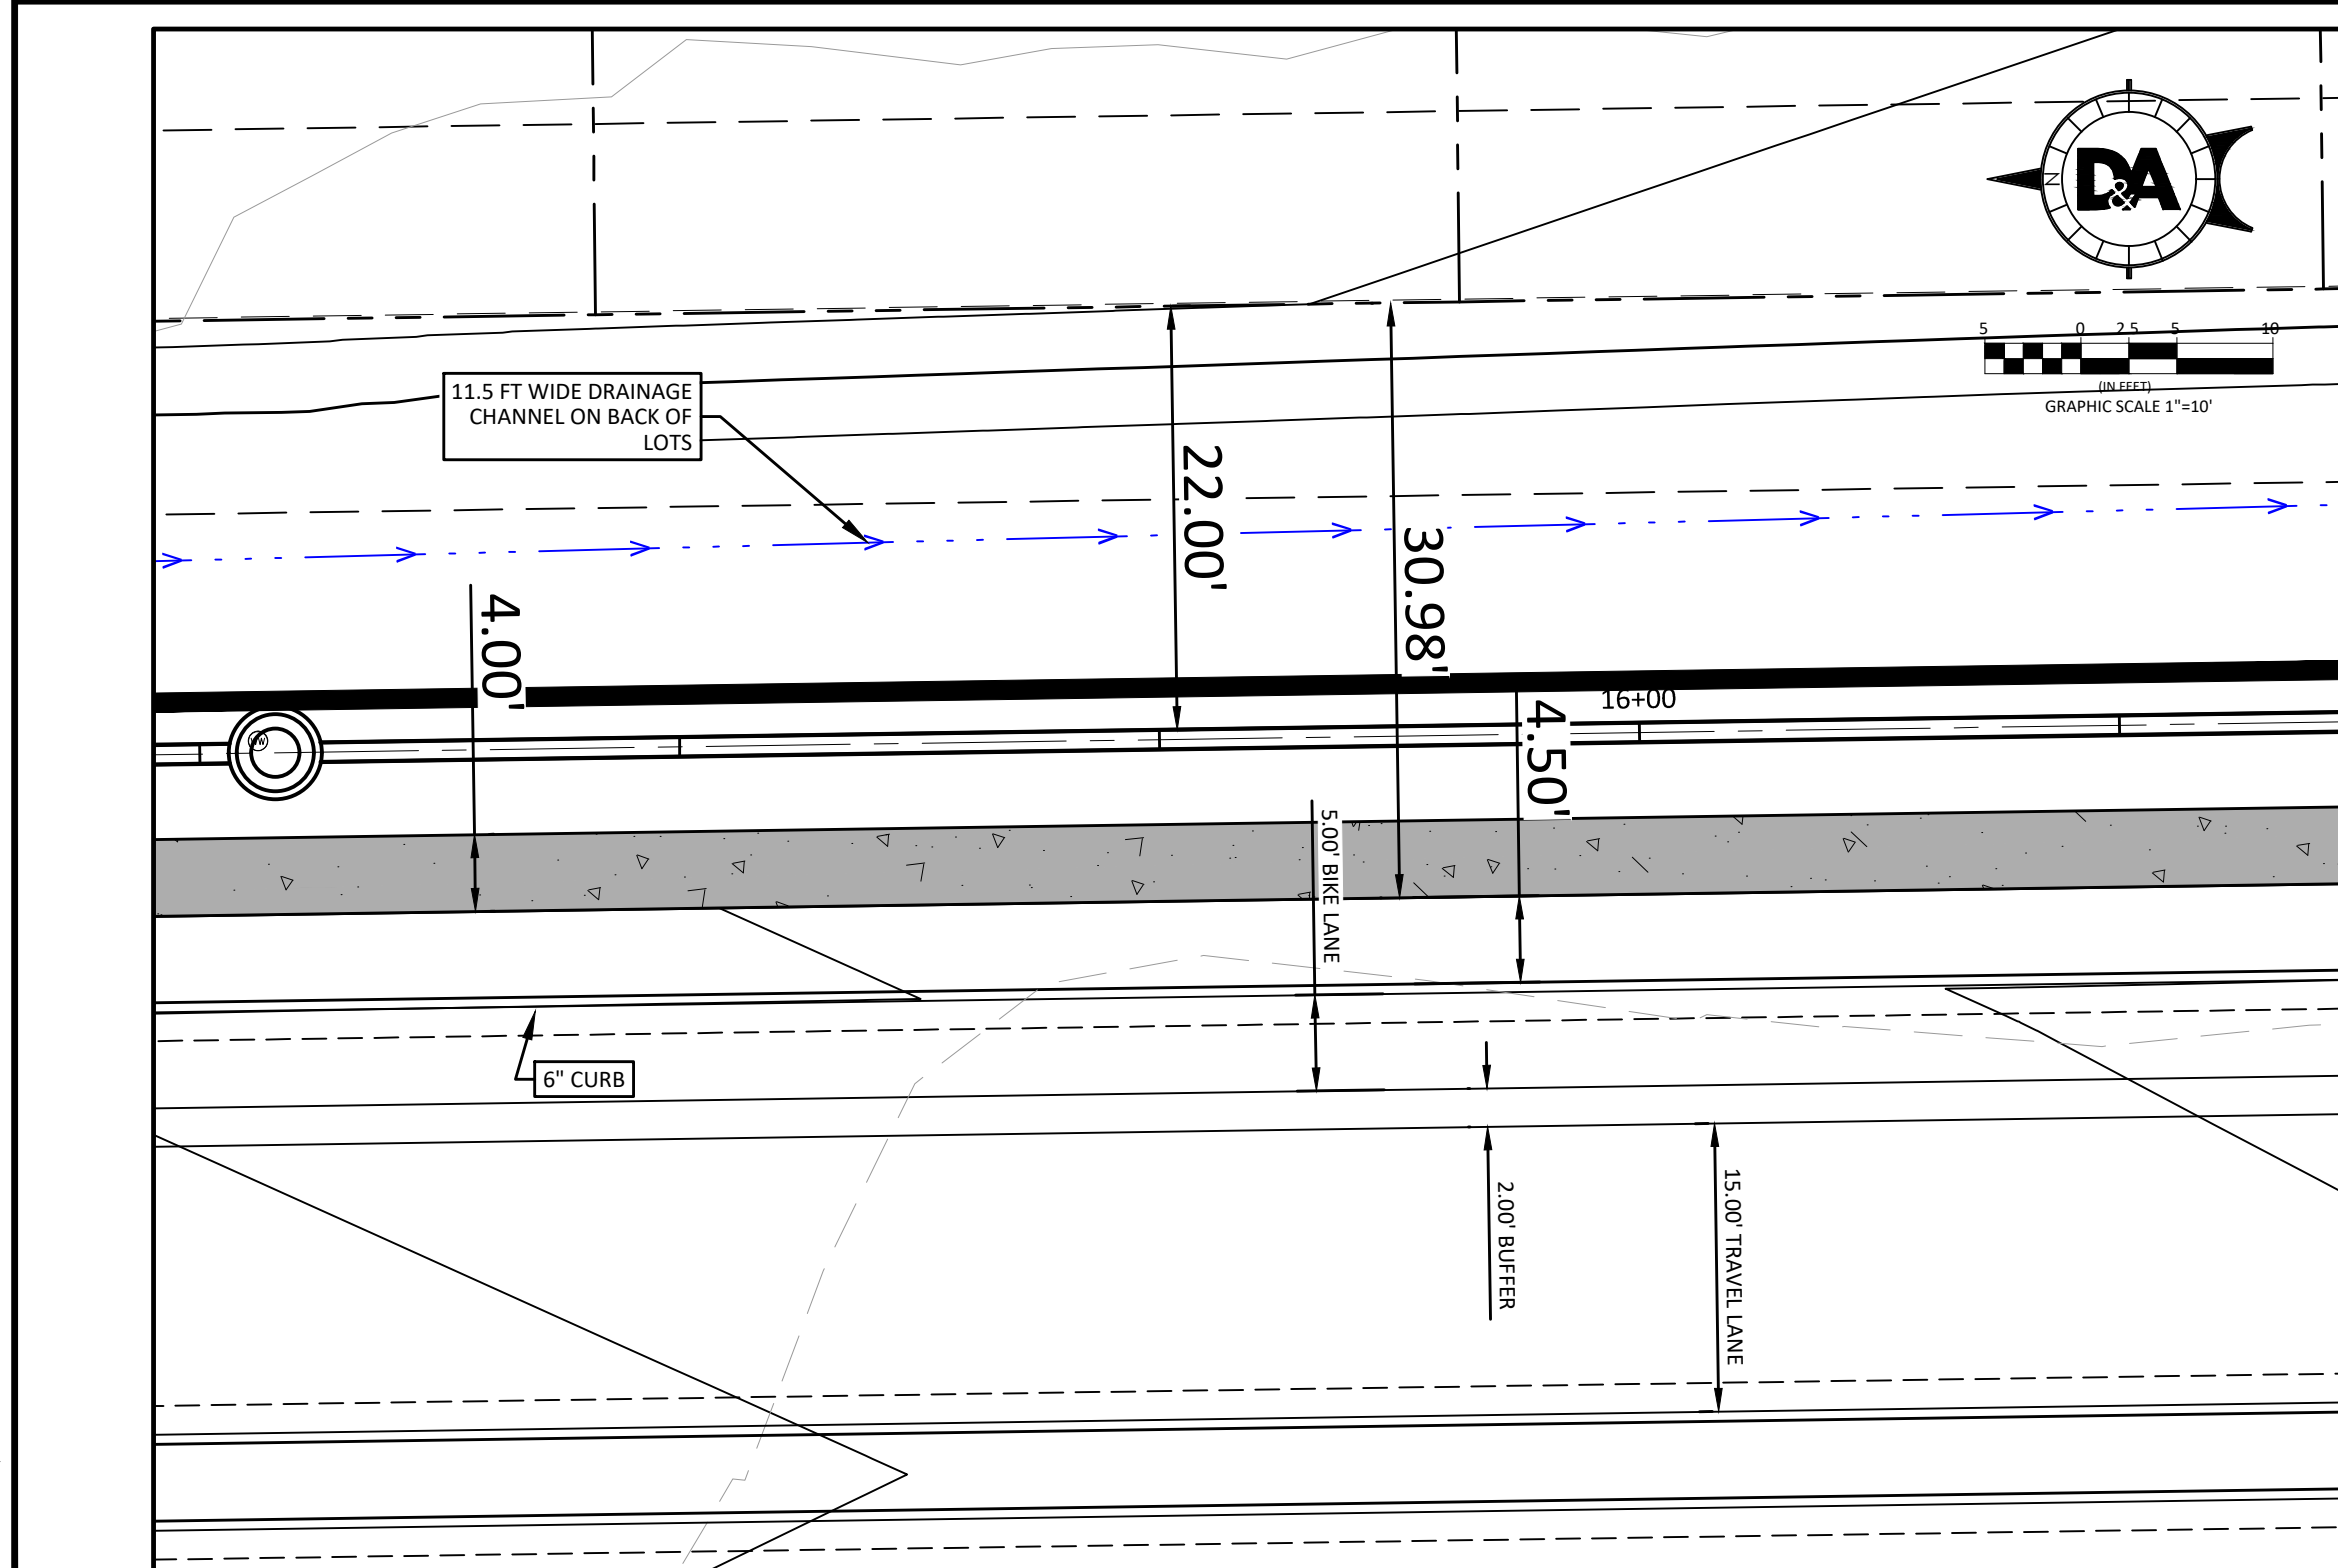 N
D&A
5 0 2.5 5 10
(IN FEET)
GRAPHIC SCALE 1"=10'
11.5 FT WIDE DRAINAGE
CHANNEL ON BACK OF
LOTS
22.00'
30.98'
4.00'
16+00
4.50'
WW
5.00' BIKE LANE
6" CURB
2.00' BUFFER
15.00' TRAVEL LANE